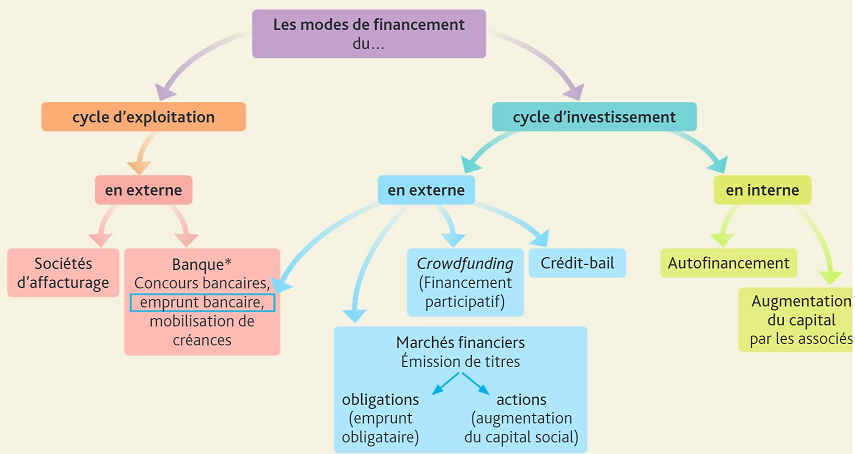 Les modes de financement
du…
cycle d’exploitation
cycle d’investissement
en externe
en externe
en interne
Sociétés
d’affacturage
Banque*
Concours bancaires,
emprunt bancaire,
mobilisation de
créances
Crowdfunding
(Financement
participatif)
Crédit-bail
Autofinancement
Augmentation
du capital
par les associés
Marchés financiers
Émission de titres
obligations
(emprunt
obligataire)
actions
(augmentation
du capital social)